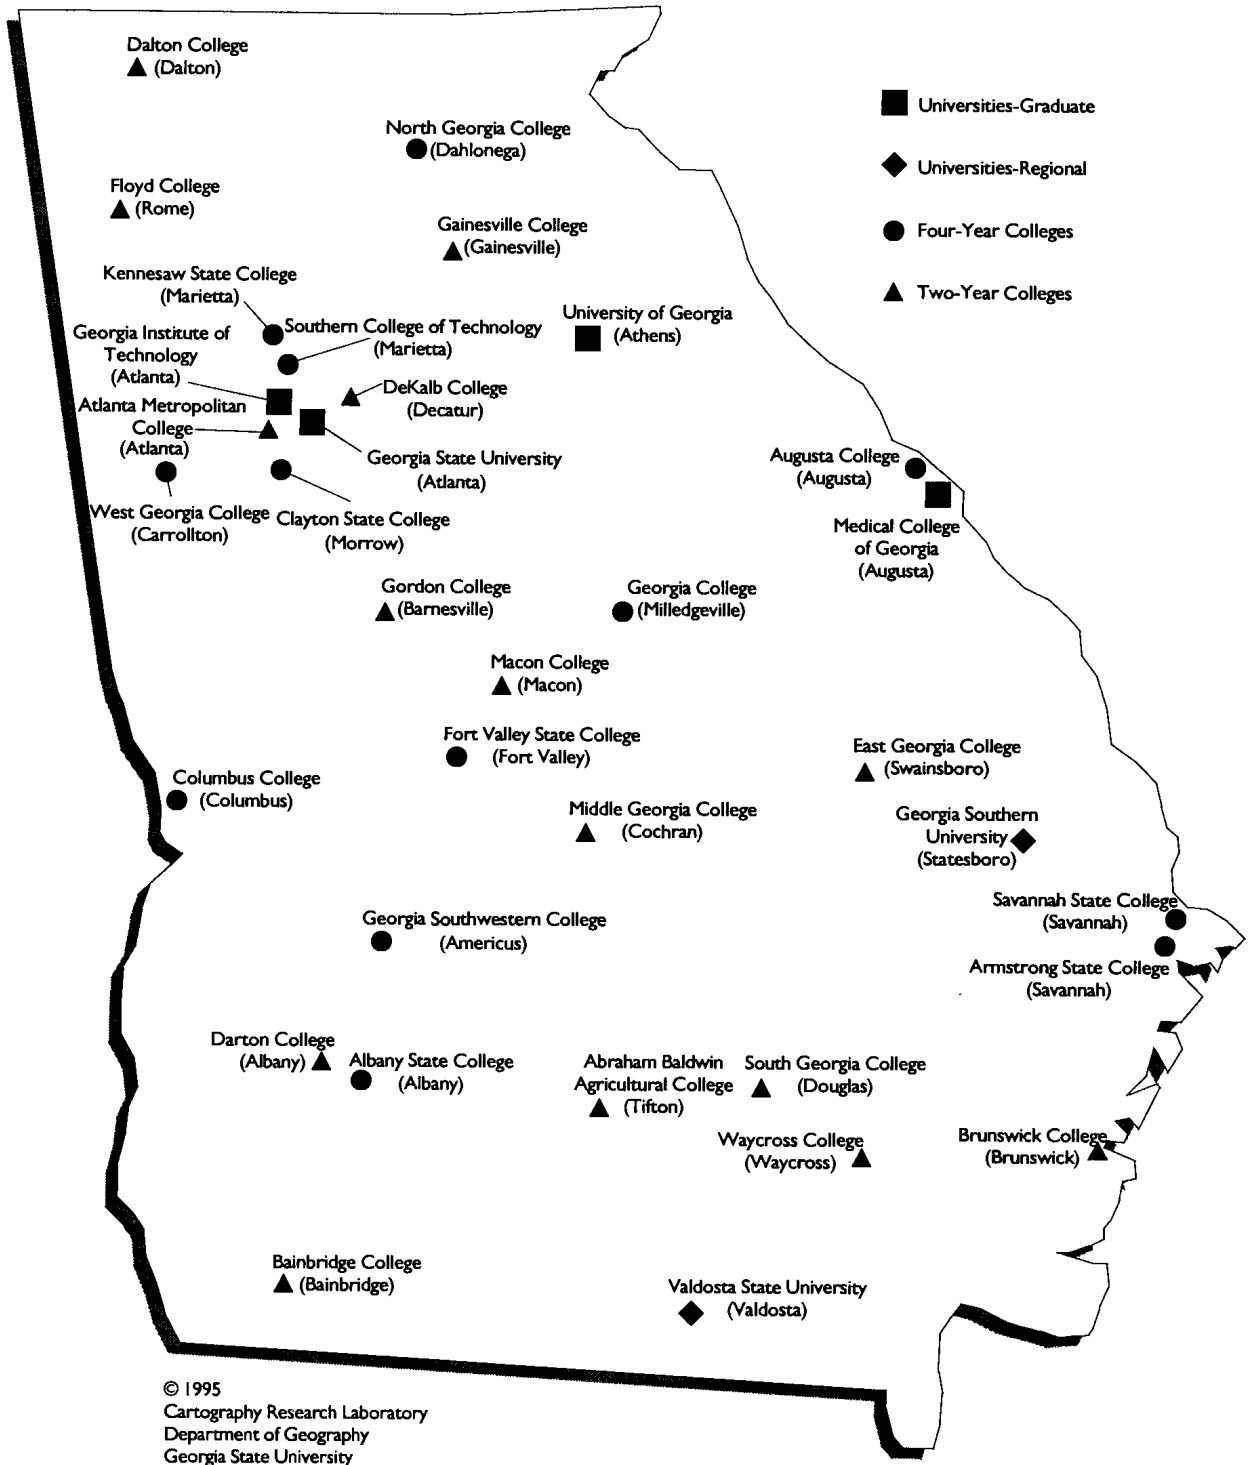 Dalton College
(Dalton)
Universities-Graduate
North Georgia College
(Dahlonega)
Universities-Regional
Floyd College
(Rome)
Gainesville College
(Gainesville)
Four-Year Colleges
Kennesaw State College
(Marietta)
Two-Year Colleges
Georgia Institute of
Technology
(Atlanta)
Southern College of Technology
(Marietta)
University of Georgia
(Athens)
DeKalb College
(Decatur)
Atlanta Metropolitan
College
(Atlanta)
Georgia State University
(Atlanta)
Augusta College
(Augusta)
West Georgia College
(Carrollton)
Clayton State College
(Morrow)
Medical College
of Georgia
(Augusta)
Gordon College
(Barnesville)
Georgia College
(Milledgeville)
Macon College
(Macon)
Fort Valley State College
(Fort Valley)
East Georgia College
(Swainsboro)
Columbus College
(Columbus)
Middle Georgia College
(Cochran)
Georgia Southern
University
(Statesboro)
Savannah State College
(Savannah)
Georgia Southwestern College
(Americus)
Armstrong State College
(Savannah)
Darton College
(Albany)
Albany State College
(Albany)
Abraham Baldwin
Agricultural College
(Tifton)
South Georgia College
(Douglas)
Waycross College
(Waycross)
Brunswick College
(Brunswick)
Bainbridge College
(Bainbridge)
Valdosta State University
(Valdosta)
© 1995
Cartography Research Laboratory
Department of Geography
Georgia State University